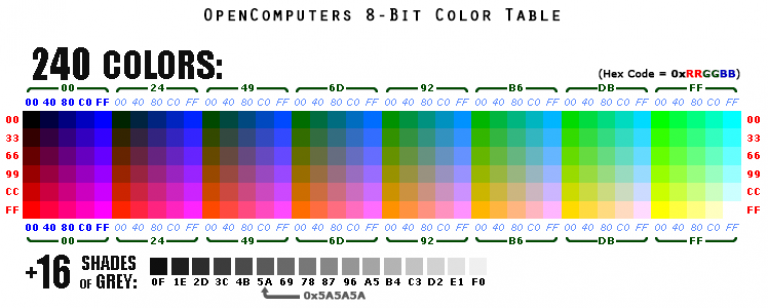 OpenComputers 8-Bit Color Table
240 COLORS:
(Hex Code = 0xRRGGBB)
00 24 49 6D 92 B6 DB FF
00 40 80 C0 FF 00 40 80 C0 FF 00 40 80 C0 FF 00 40 80 C0 FF 00 40 80 C0 FF 00 40 80 C0 FF 00 40 80 C0 FF 00 40 80 C0 FF
00 00
33 33
66 66
99 99
CC CC
FF FF
00 40 80 C0 FF 00 40 80 C0 FF 00 40 80 C0 FF 00 40 80 C0 FF 00 40 80 C0 FF 00 40 80 C0 FF 00 40 80 C0 FF 00 40 80 C0 FF
00 24 49 6D 92 B6 DB FF
+16 SHADES
OF GREY:
0F 1E 2D 3C 4B 5A 69 78 87 96 A5 B4 C3 D2 E1 F0
0x5A5A5A